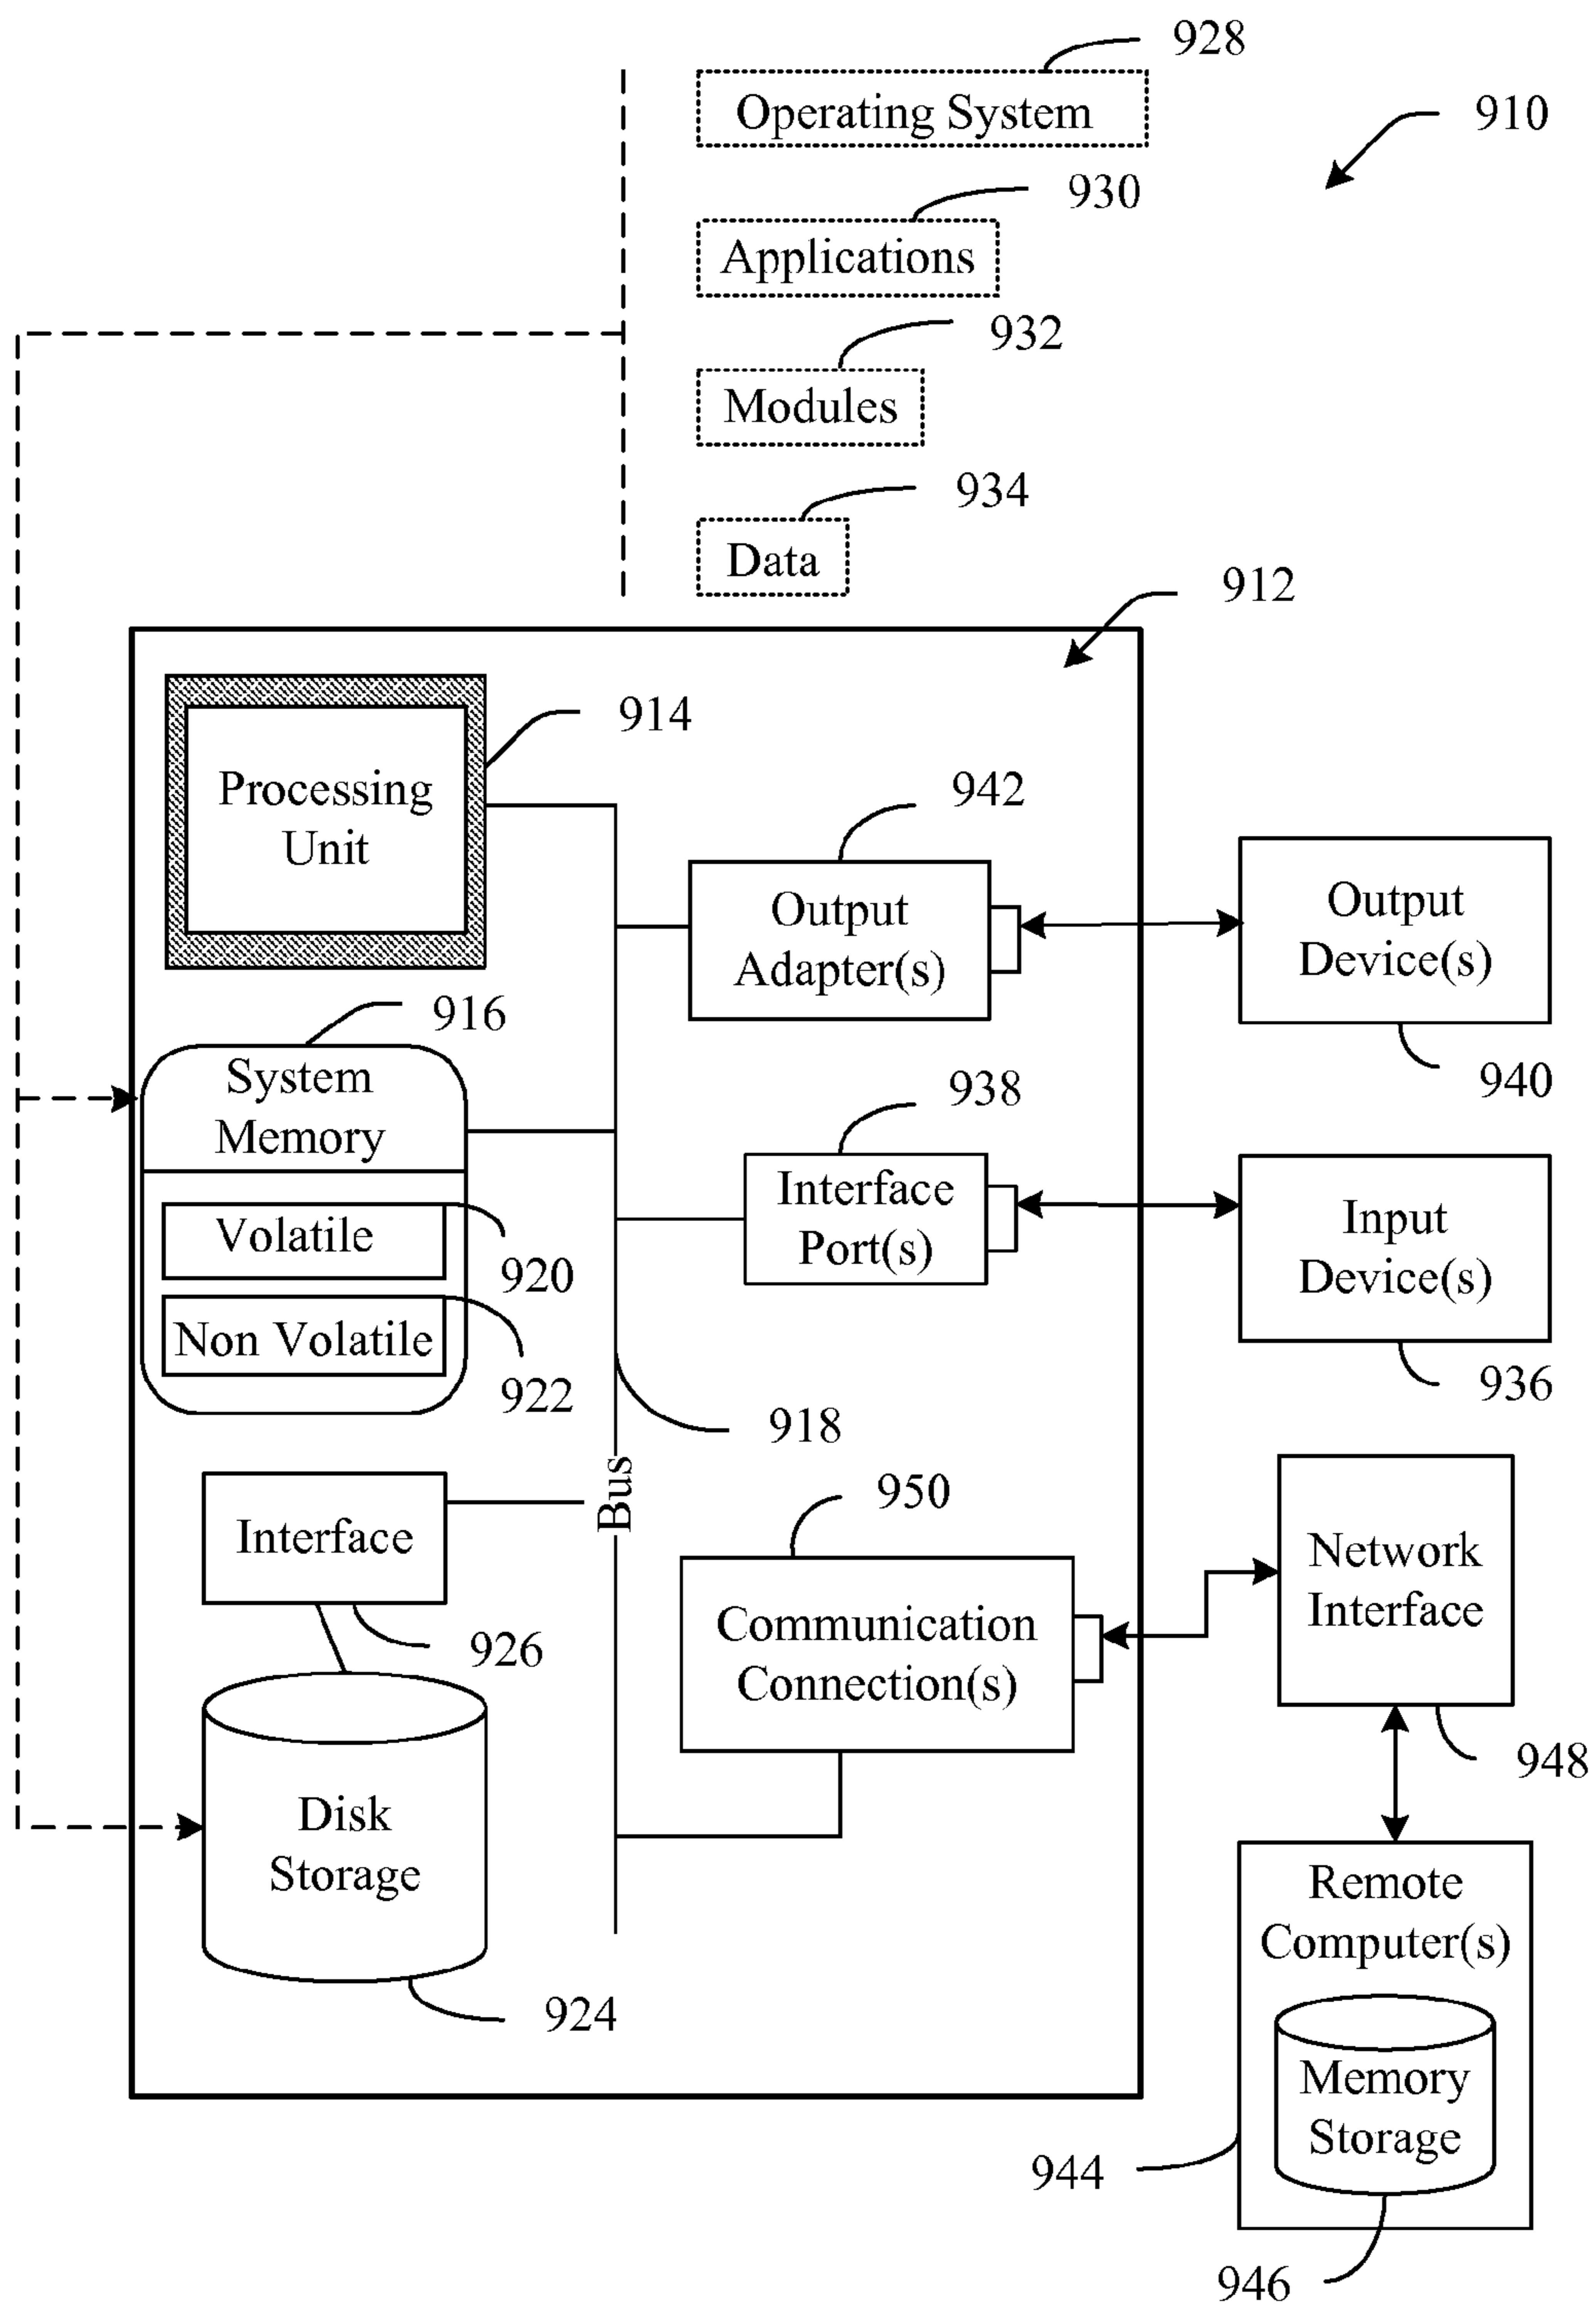 928
Operating System
910
930
Applications
932
Modules
934
Data
912
914
Processing
Unit
942
Output
Adapter(s)
Output
Device(s)
940
916
System
Memory
938
Interface
Port(s)
Input
Device(s)
936
Volatile
920
Non Volatile
922
918
Bus
950
Interface
926
Communication
Connection(s)
Network
Interface
948
Disk
Storage
924
Remote
Computer(s)
Memory
Storage
944
946